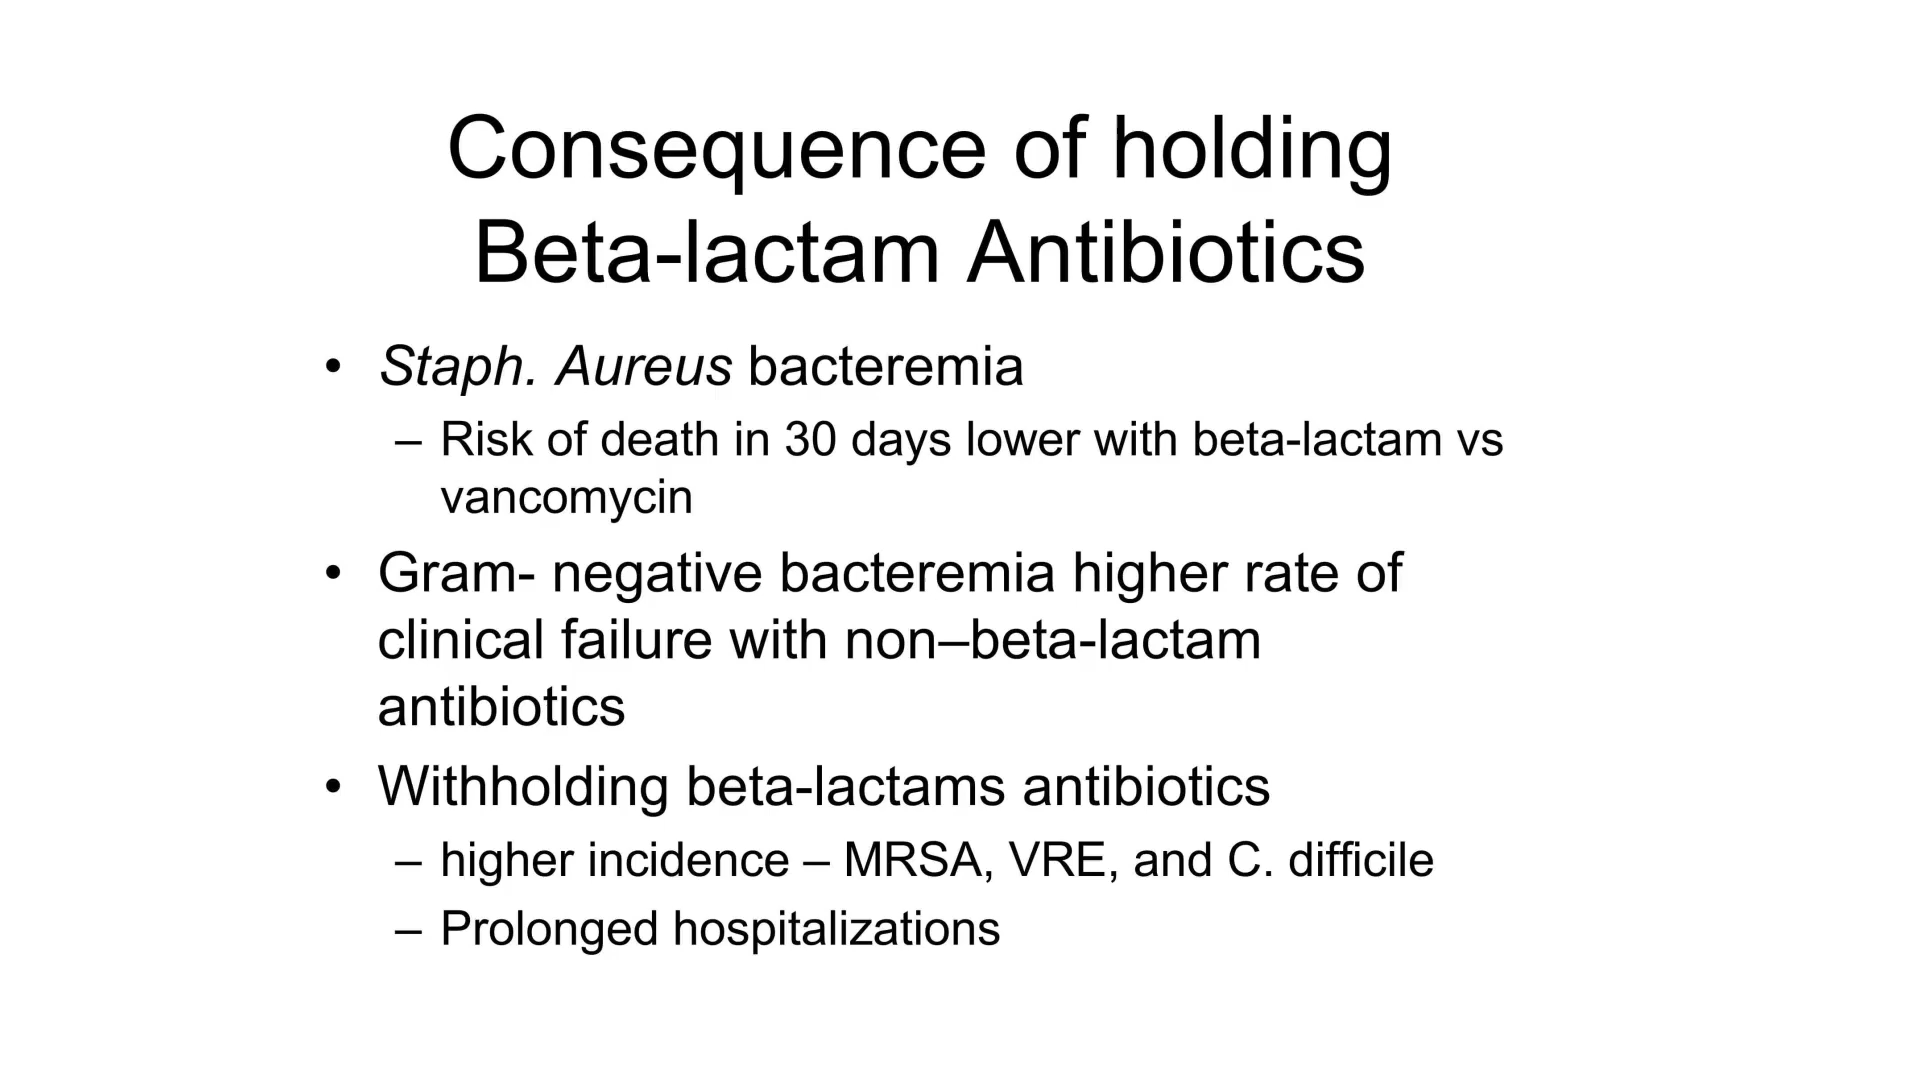 Consequence of holding
Beta-lactam Antibiotics
• Staph. Aureus bacteremia
– Risk of death in 30 days lower with beta-lactam vs
vancomycin
• Gram- negative bacteremia higher rate of
clinical failure with non–beta-lactam
antibiotics
• Withholding beta-lactams antibiotics
– higher incidence – MRSA, VRE, and C. difficile
– Prolonged hospitalizations